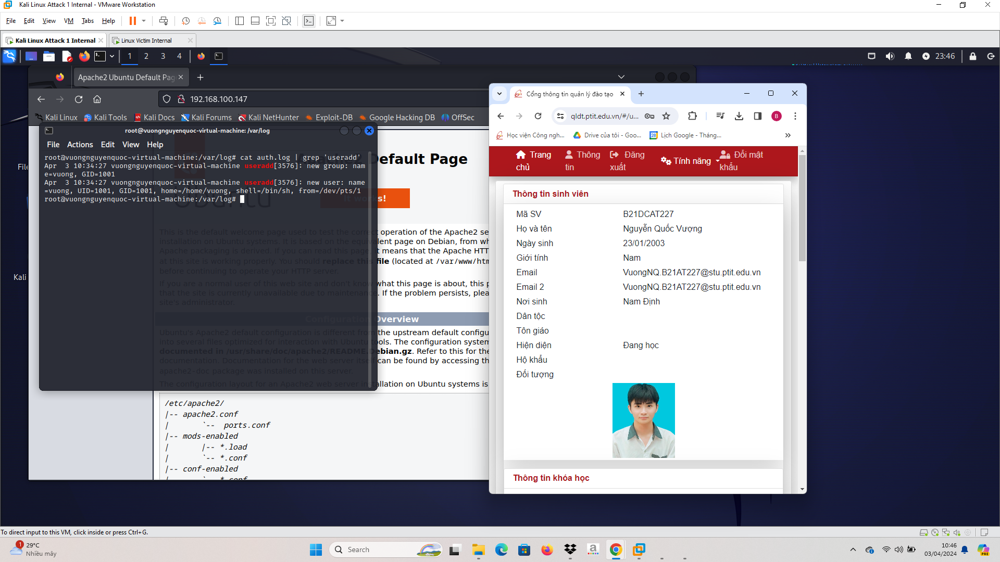 Kali Linux Attack 1 Internal - VMware Workstation
File Edit View VM Tabs Help
Kali Linux Attack 1 Internal
Linux Victim Internal
1 2 3 4
23:46
Apache2 Ubuntu Default Pag
192.168.100.147
Kali Linux Kali Tools Kali Docs Kali Forums Kali NetHunter Exploit-DB Google Hacking DB OffSec
root@vuongnguyenquoc-virtual-machine: /var/log
File Actions Edit View Help
root@vuongnguyenquoc-virtual-machine:/var/log# cat auth.log | grep 'useradd'
Apr  3 10:34:27 vuongnguyenquoc-virtual-machine useradd[3576]: new group: nam
e=vuong, GID=1001
Apr  3 10:34:27 vuongnguyenquoc-virtual-machine useradd[3576]: new user: name
=vuong, UID=1001, GID=1001, home=/home/vuong, shell=/bin/sh, from=/dev/pts/1
root@vuongnguyenquoc-virtual-machine:/var/log#
Default Page
Ubuntu
It works!
This is the default welcome page used to test the correct operation of the Apache2 se
installation on Ubuntu systems. It is based on the equivalent page on Debian, from wh
Apache packaging is derived. If you can read this page, it means that the Apache HTT
at this site is working properly. You should replace this file (located at /var/www/htm
before continuing to operate your HTTP server.
If you are a normal user of this web site and don't know what this page is about, this p
that the site is currently unavailable due to maintenance. If the problem persists, plea
site's administrator.
Configuration Overview
Ubuntu's Apache2 default configuration is different from the upstream default configu
into several files optimized for interaction with Ubuntu tools. The configuration system
documented in /usr/share/doc/apache2/README.Debian.gz. Refer to this for the
documentation. Documentation for the web server itself can be found by accessing th
apache2-doc package was installed on this server.
The configuration layout for an Apache2 web server installation on Ubuntu systems is
/etc/apache2/
|-- apache2.conf
|       `--  ports.conf
|-- mods-enabled
|       |-- *.load
|       `-- *.conf
|-- conf-enabled
|       `-- *.conf
File
Kali
Cổng thông tin quản lý đào tạo
qldt.ptit.edu.vn/#/u...
B
Học viện Công ngh...
Drive của tôi - Goo...
28
Lịch Google - Tháng...
Trang chủ
Thông tin
Đăng xuất
Tính năng
Đổi mật khẩu
Thông tin sinh viên
Mã SV B21DCAT227
Họ và tên Nguyễn Quốc Vượng
Ngày sinh 23/01/2003
Giới tính Nam
Email VuongNQ.B21AT227@stu.ptit.edu.vn
Email 2 VuongNQ.B21AT227@stu.ptit.edu.vn
Nơi sinh Nam Định
Dân tộc
Tôn giáo
Hiện diện Đang học
Hộ khẩu
Đối tượng
Thông tin khóa học
To direct input to this VM, click inside or press Ctrl+G.
1
29°C
Nhiều mây
Search
a
10:46
03/04/2024
PRE